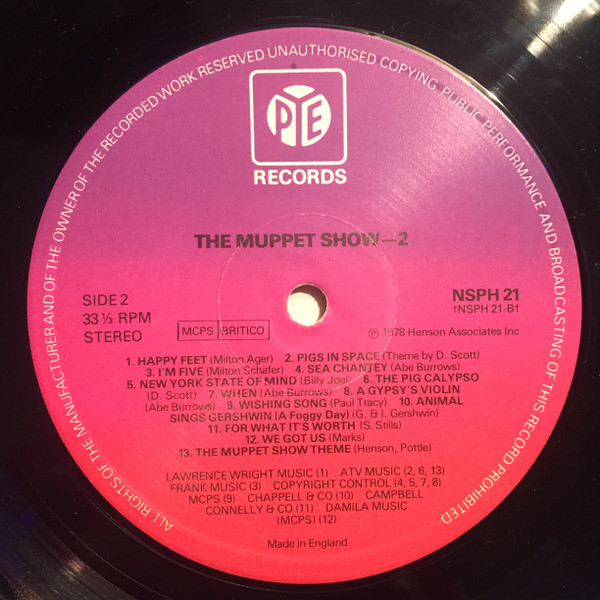 ALL RIGHTS OF THE MANUFACTURER AND OF THE OWNER OF THE RECORDED WORK RESERVED UNAUTHORISED COPYING, PUBLIC PERFORMANCE AND BROADCASTING OF THIS RECORD PROHIBITED
PYE
RECORDS
THE MUPPET SHOW—2
SIDE 2
33 ⅓ RPM
STEREO
MCPS BRITICO
NSPH 21
†NSPH 21-B†
℗ 1978 Henson Associates Inc
1. HAPPY FEET (Milton Ager) 2. PIGS IN SPACE (Theme by D. Scott)
3. I'M FIVE (Milton Schafer) 4. SEA CHANTEY (Abe Burrows)
5. NEW YORK STATE OF MIND (Billy Joel) 6. THE PIG CALYPSO
(D. Scott) 7. WHEN (Abe Burrows) 8. A GYPSY'S VIOLIN
(Abe Burrows) 9. WISHING SONG (Paul Tracy) 10. ANIMAL
SINGS GERSHWIN (A Foggy Day) (G. & I. Gershwin)
11. FOR WHAT IT'S WORTH (S. Stills)
12. WE GOT US (Marks)
13. THE MUPPET SHOW THEME (Henson, Pottle)
LAWRENCE WRIGHT MUSIC (1) ATV MUSIC (2, 6, 13)
FRANK MUSIC (3) COPYRIGHT CONTROL (4, 5, 7, 8)
MCPS (9) CHAPPELL & CO (10) CAMPBELL
CONNELLY & CO (11) DAMILA MUSIC
(MCPS) (12)
Made in England